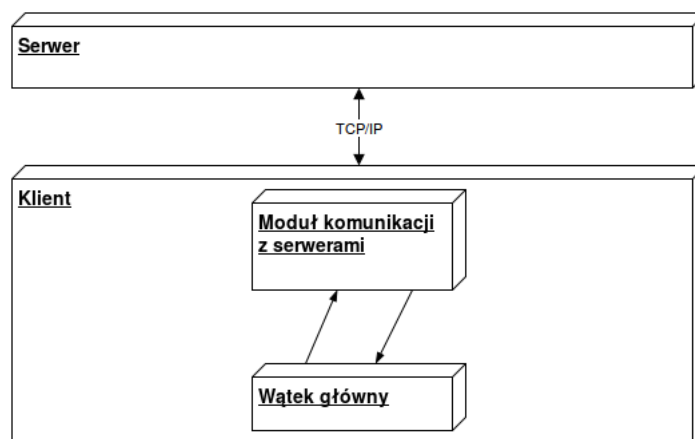 Serwer
TCP/IP
Klient
Moduł komunikacji
z serwerami
Wątek główny